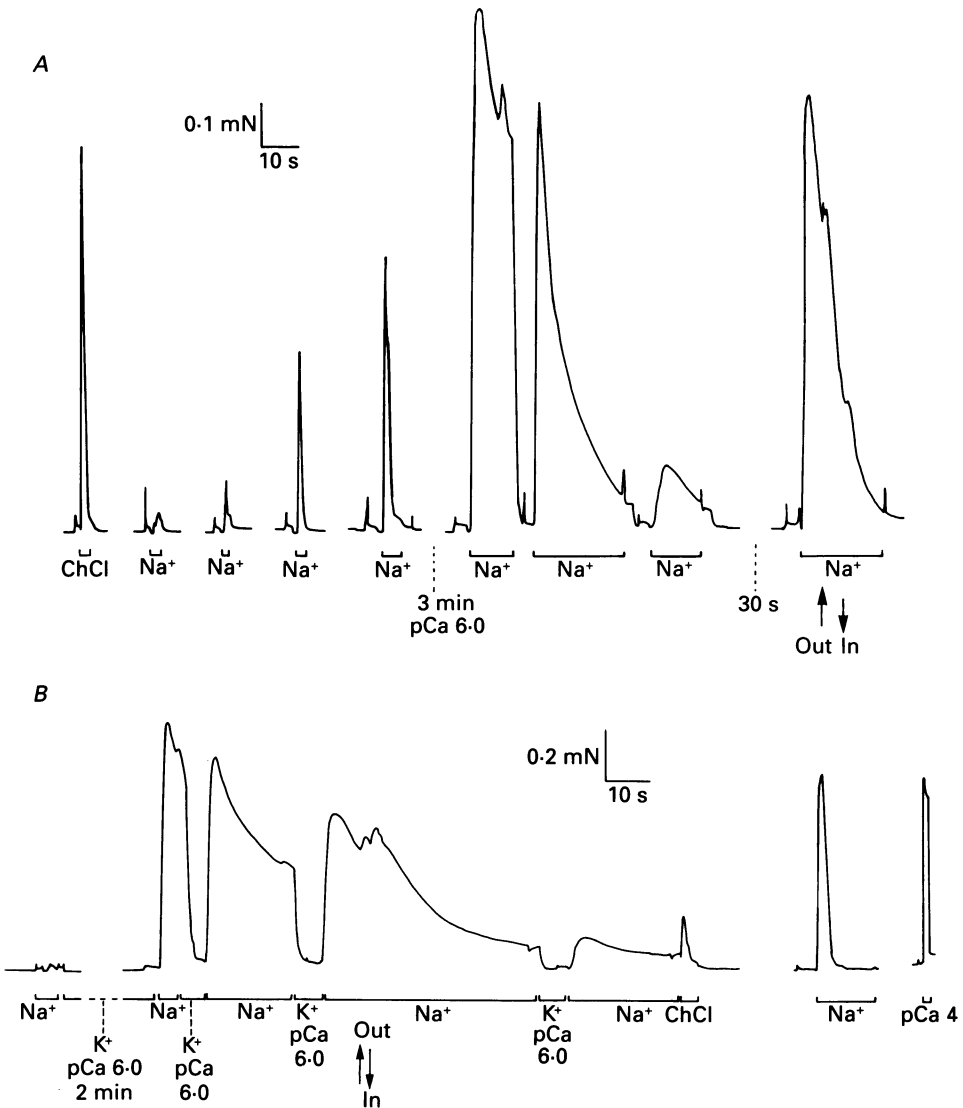 A
0·1 mN
10 s
ChCl
Na⁺
Na⁺
Na⁺
Na⁺
Na⁺
Na⁺
Na⁺
Na⁺
3 min
pCa 6·0
30 s
Out In
B
0·2 mN
10 s
Na⁺
Na⁺
Na⁺
K⁺
pCa
6·0
Na⁺
K⁺
pCa
6·0
Na⁺ ChCl
Na⁺
pCa 4
K⁺
pCa 6·0
2 min
K⁺
pCa
6·0
Out
In